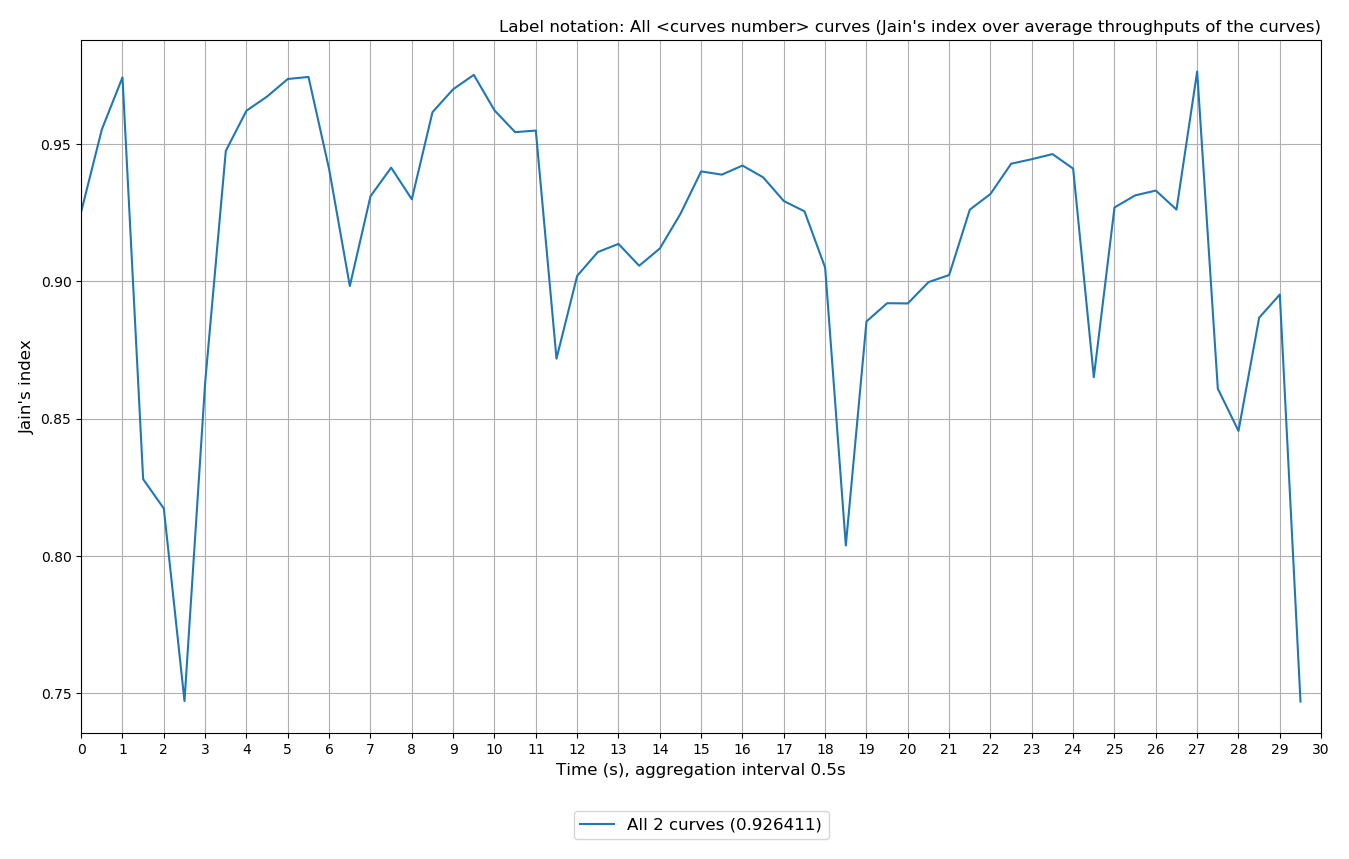 Label notation: All <curves number> curves (Jain's index over average throughputs of the curves)
0.95
0.90
0.85
0.80
0.75
Jain's index
0 1 2 3 4 5 6 7 8 9 10 11 12 13 14 15 16 17 18 19 20 21 22 23 24 25 26 27 28 29 30
Time (s), aggregation interval 0.5s
All 2 curves (0.926411)